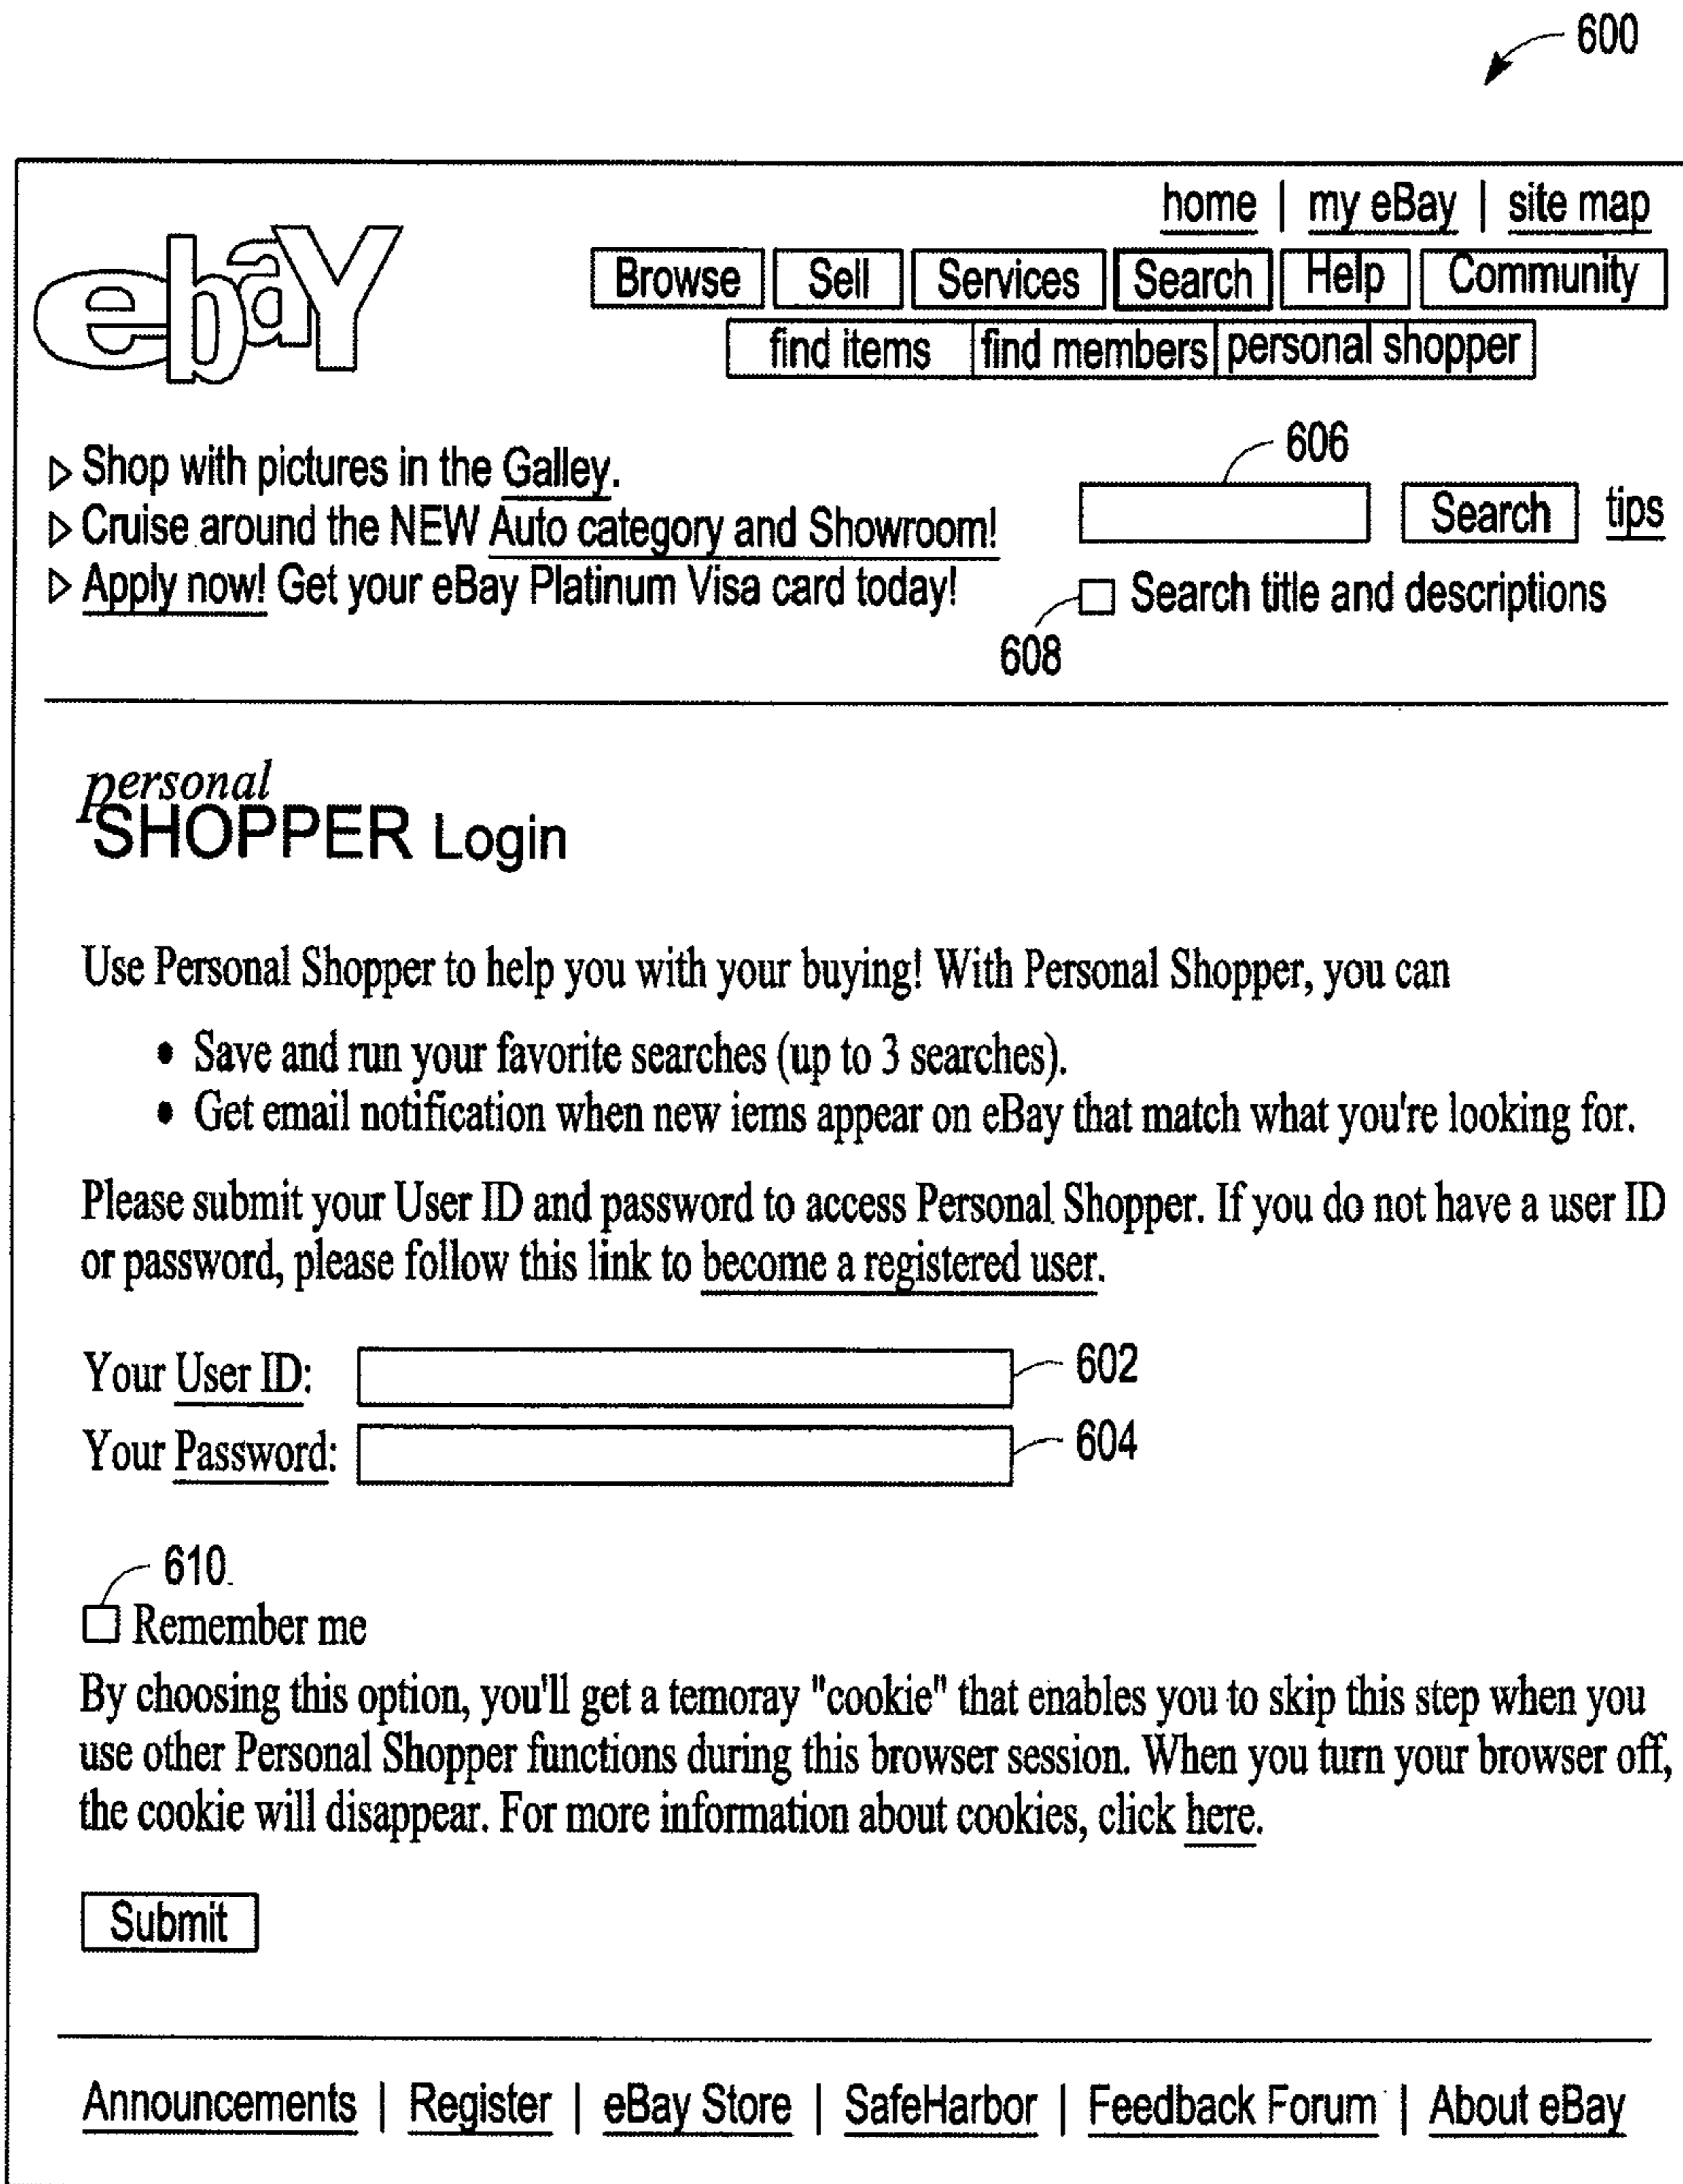 600
home | my eBay | site map
ebaY
Browse Sell Services Search Help Community
find items find members personal shopper
▷ Shop with pictures in the Galley.
▷ Cruise around the NEW Auto category and Showroom!
▷ Apply now! Get your eBay Platinum Visa card today!
606
Search tips
Search title and descriptions
608
personal
SHOPPER Login
Use Personal Shopper to help you with your buying! With Personal Shopper, you can
• Save and run your favorite searches (up to 3 searches).
• Get email notification when new iems appear on eBay that match what you're looking for.
Please submit your User ID and password to access Personal Shopper. If you do not have a user ID
or password, please follow this link to become a registered user.
Your User ID: 602
Your Password: 604
610
Remember me
By choosing this option, you'll get a temoray "cookie" that enables you to skip this step when you
use other Personal Shopper functions during this browser session. When you turn your browser off,
the cookie will disappear. For more information about cookies, click here.
Submit
Announcements | Register | eBay Store | SafeHarbor | Feedback Forum | About eBay